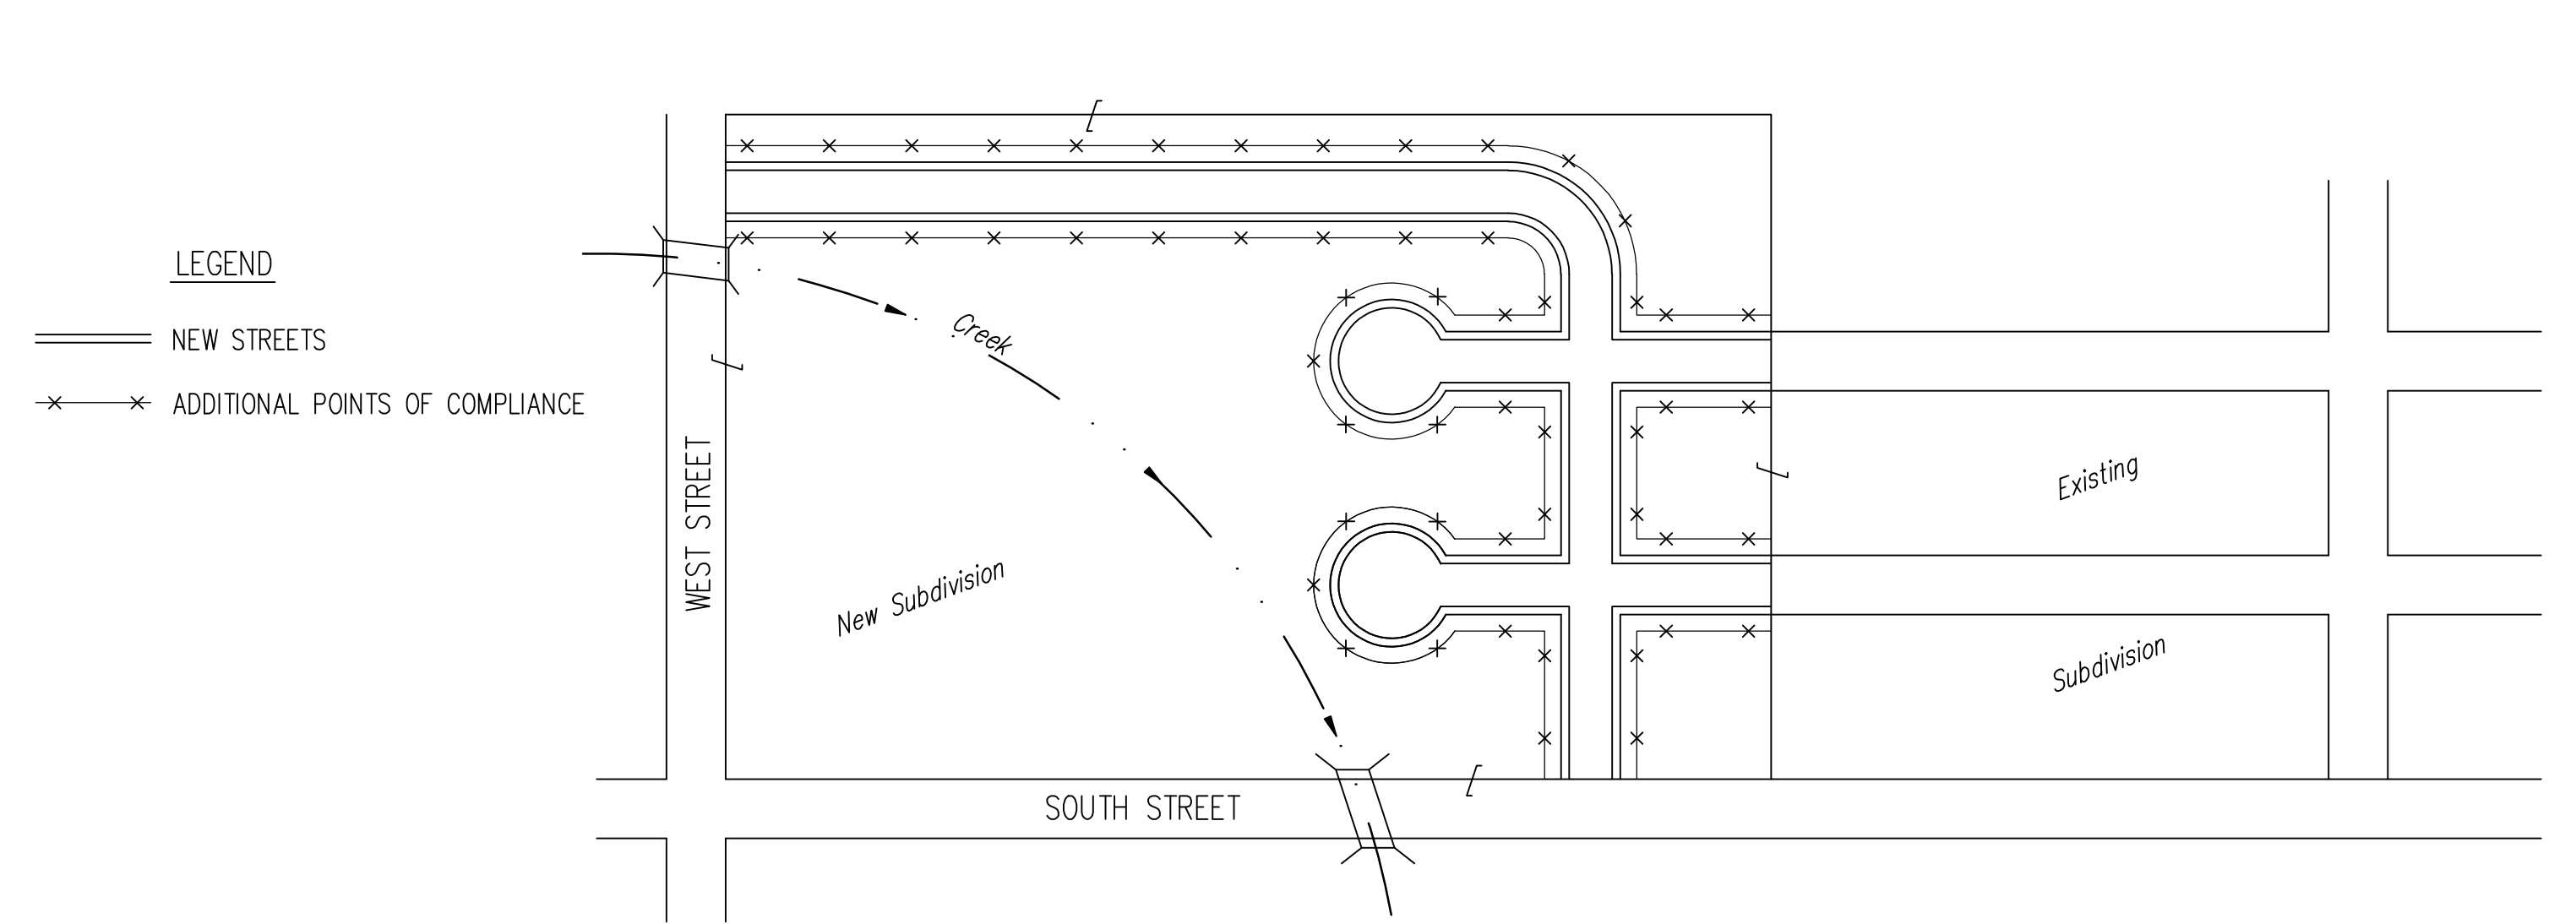 LEGEND
NEW STREETS
ADDITIONAL POINTS OF COMPLIANCE
WEST STREET
Creek
New Subdivision
SOUTH STREET
Existing
Subdivision